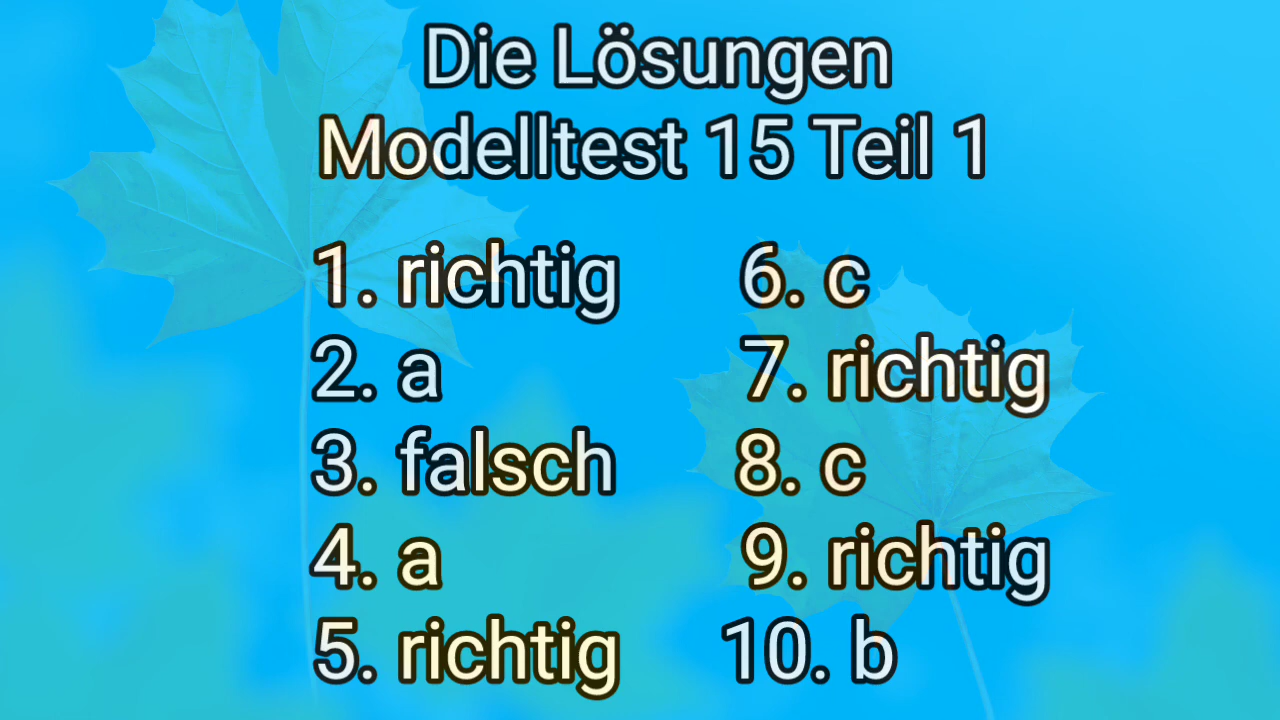 Die Lösungen
Modelltest 15 Teil 1
1. richtig
2. a
3. falsch
4. a
5. richtig
6. c
7. richtig
8. c
9. richtig
10. b